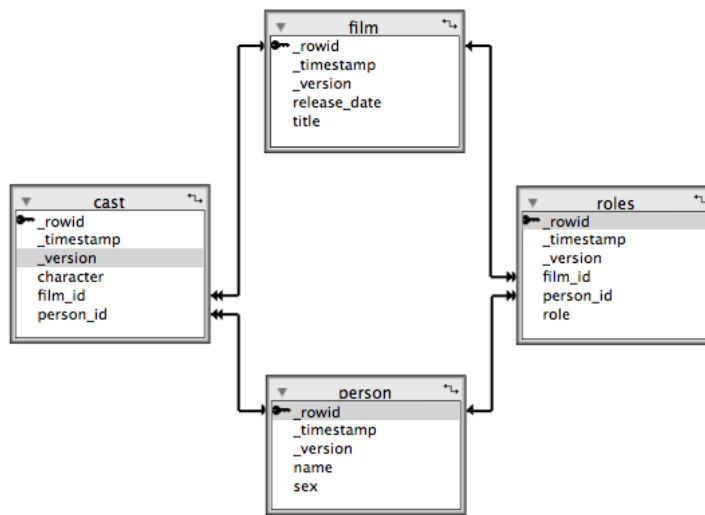 film
_rowid
_timestamp
_version
release_date
title
cast
_rowid
_timestamp
_version
character
film_id
person_id
roles
_rowid
_timestamp
_version
film_id
person_id
role
person
_rowid
_timestamp
_version
name
sex